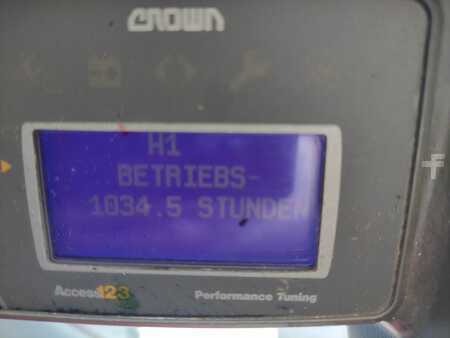 CROWN
H1
BETRIEBS-
1034.5 STUNDEN
Access123 Performance Tuning